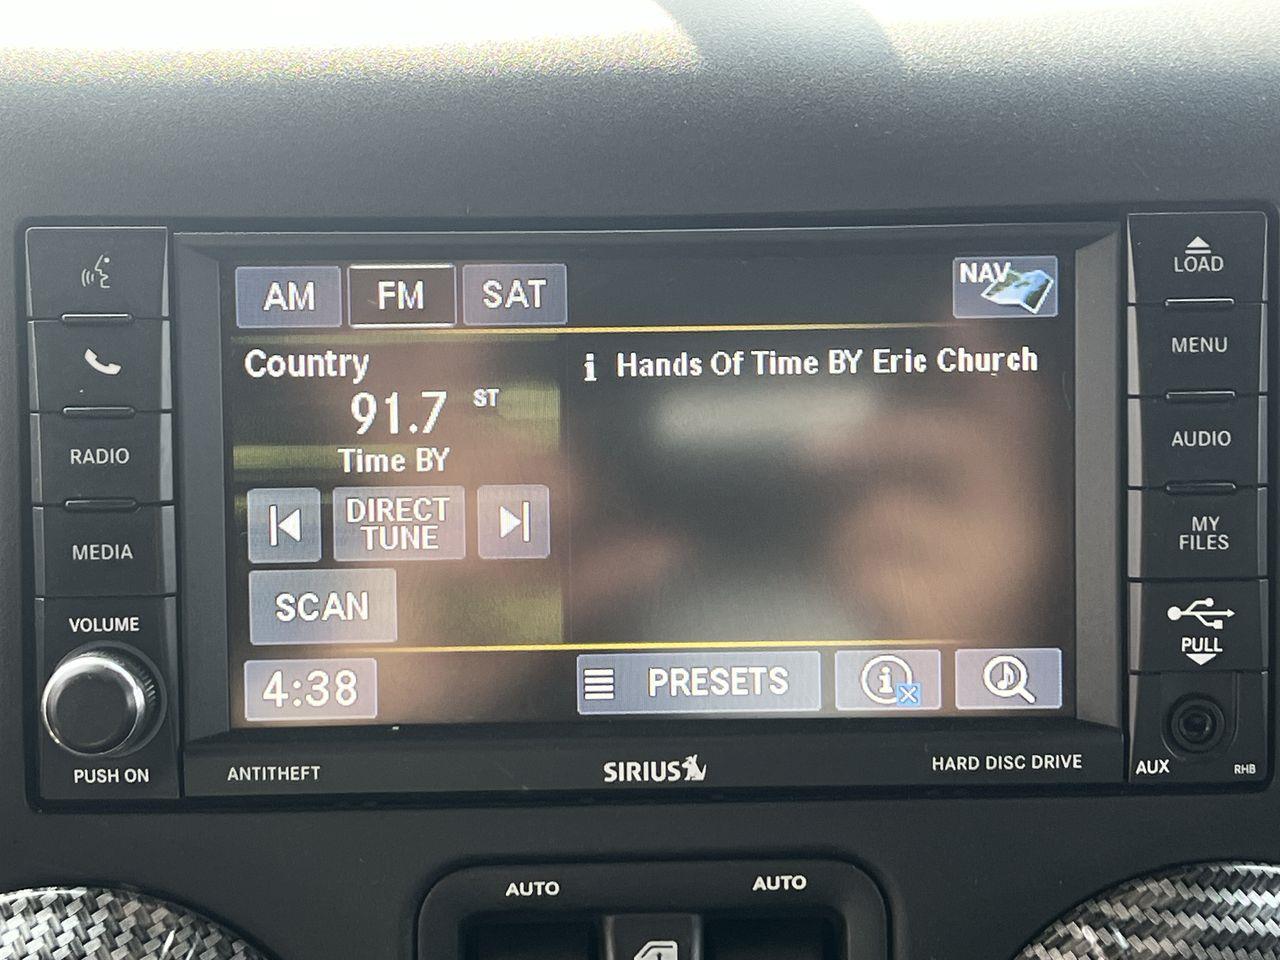 AM FM SAT NAV
Country
91.7 ST
Time BY
i Hands Of Time BY Eric Church
DIRECT
TUNE
SCAN
4:38
PRESETS
i
RADIO
MEDIA
VOLUME
PUSH ON
LOAD
MENU
AUDIO
MY
FILES
PULL
AUX
RHB
ANTITHEFT
SIRIUS
HARD DISC DRIVE
AUTO
AUTO